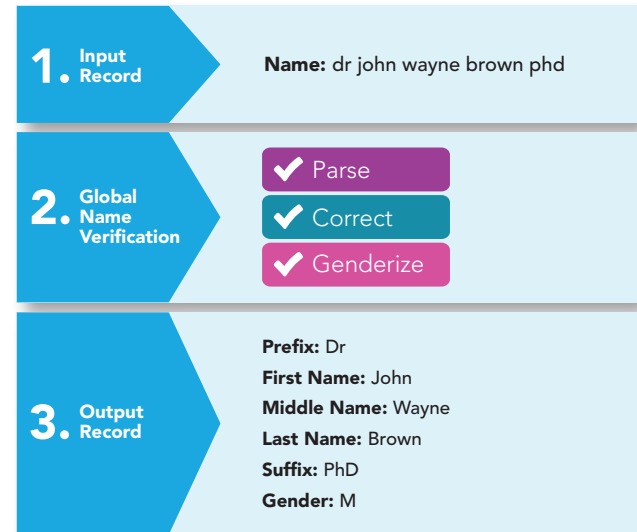 1. Input
Record
Name: dr john wayne brown phd
2. Global
Name
Verification
Parse
Correct
Genderize
3. Output
Record
Prefix: Dr
First Name: John
Middle Name: Wayne
Last Name: Brown
Suffix: PhD
Gender: M